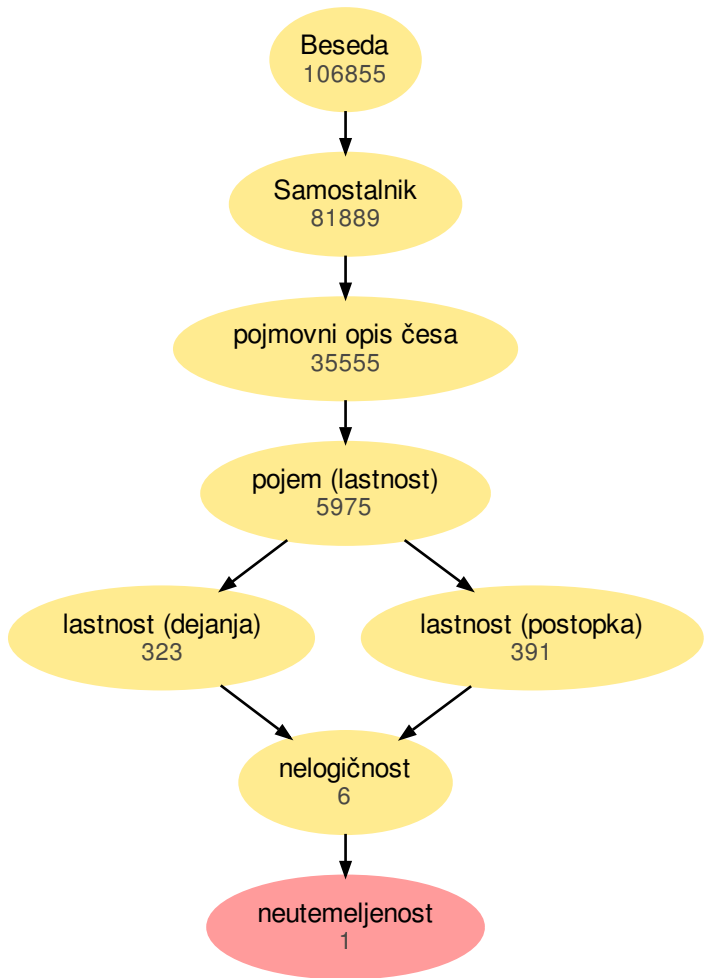 Beseda
106855
Samostalnik
81889
pojmovni opis česa
35555
pojem (lastnost)
5975
lastnost (dejanja)
323
lastnost (postopka)
391
nelogičnost
6
neutemeljenost
1